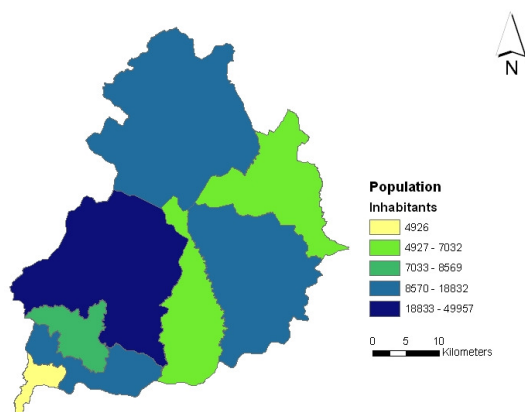 N
Population
Inhabitants
4926
4927 - 7032
7033 - 8569
8570 - 18832
18833 - 49957
0 5 10
Kilometers